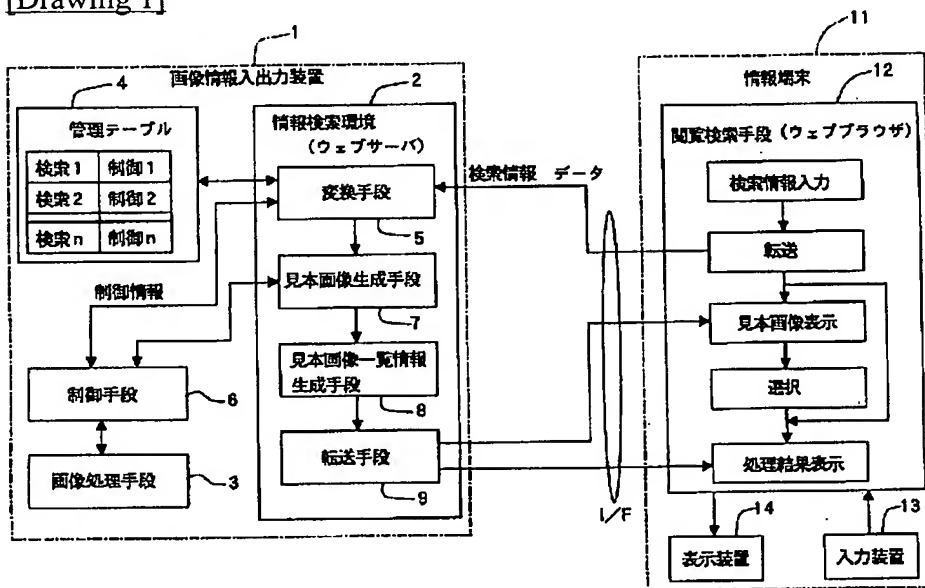 [Drawing 1]
1
画像情報入出力装置
4
管理テーブル
検索1 制御1
検索2 制御2
検索n 制御n
2
情報検索環境
(ウェブサーバ)
変換手段
5
見本画像生成手段
7
見本画像一覧情報
生成手段
8
転送手段
9
制御情報
制御手段
6
画像処理手段
3
検索情報 データ
I/F
11
情報端末
12
閲覧検索手段(ウェブブラウザ)
検索情報入力
転送
見本画像表示
選択
処理結果表示
14
表示装置
13
入力装置